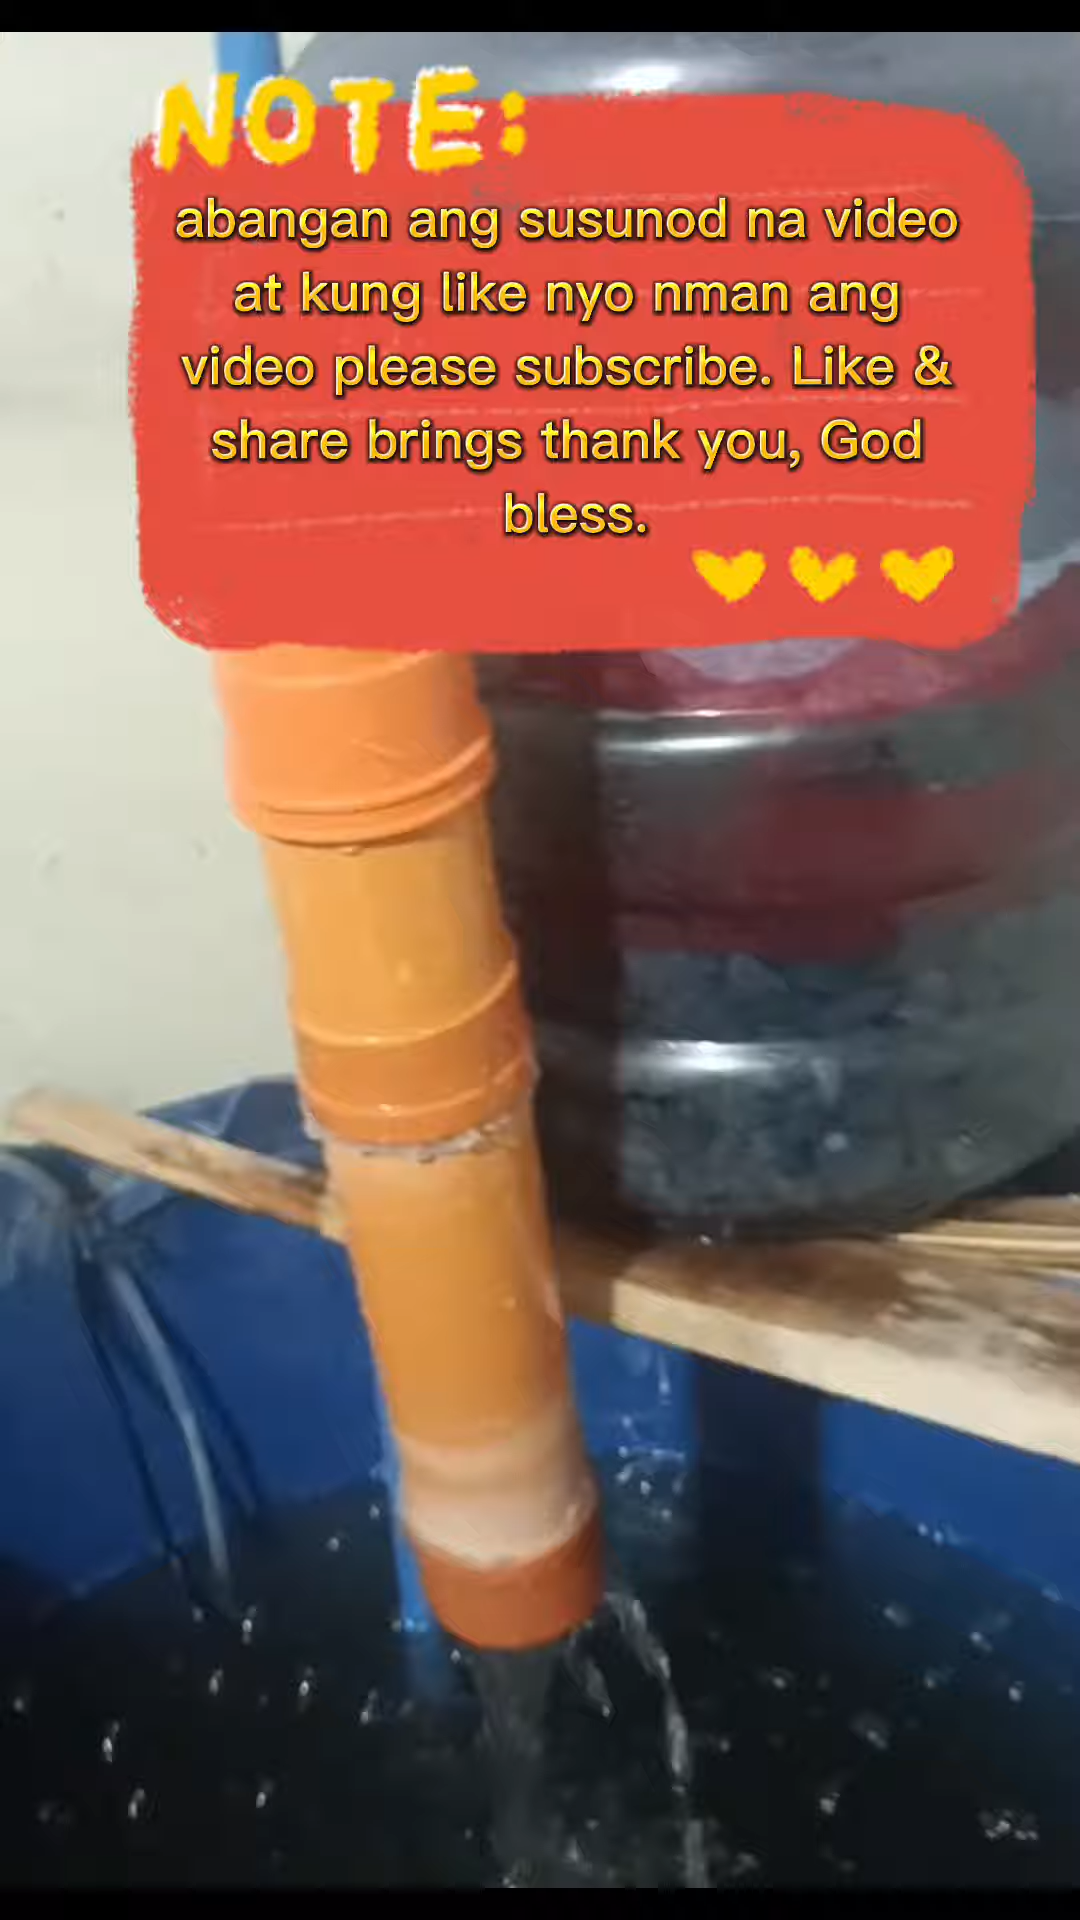 NOTE:
abangan ang susunod na video
at kung like nyo nman ang
video please subscribe. Like &
share brings thank you, God
bless.